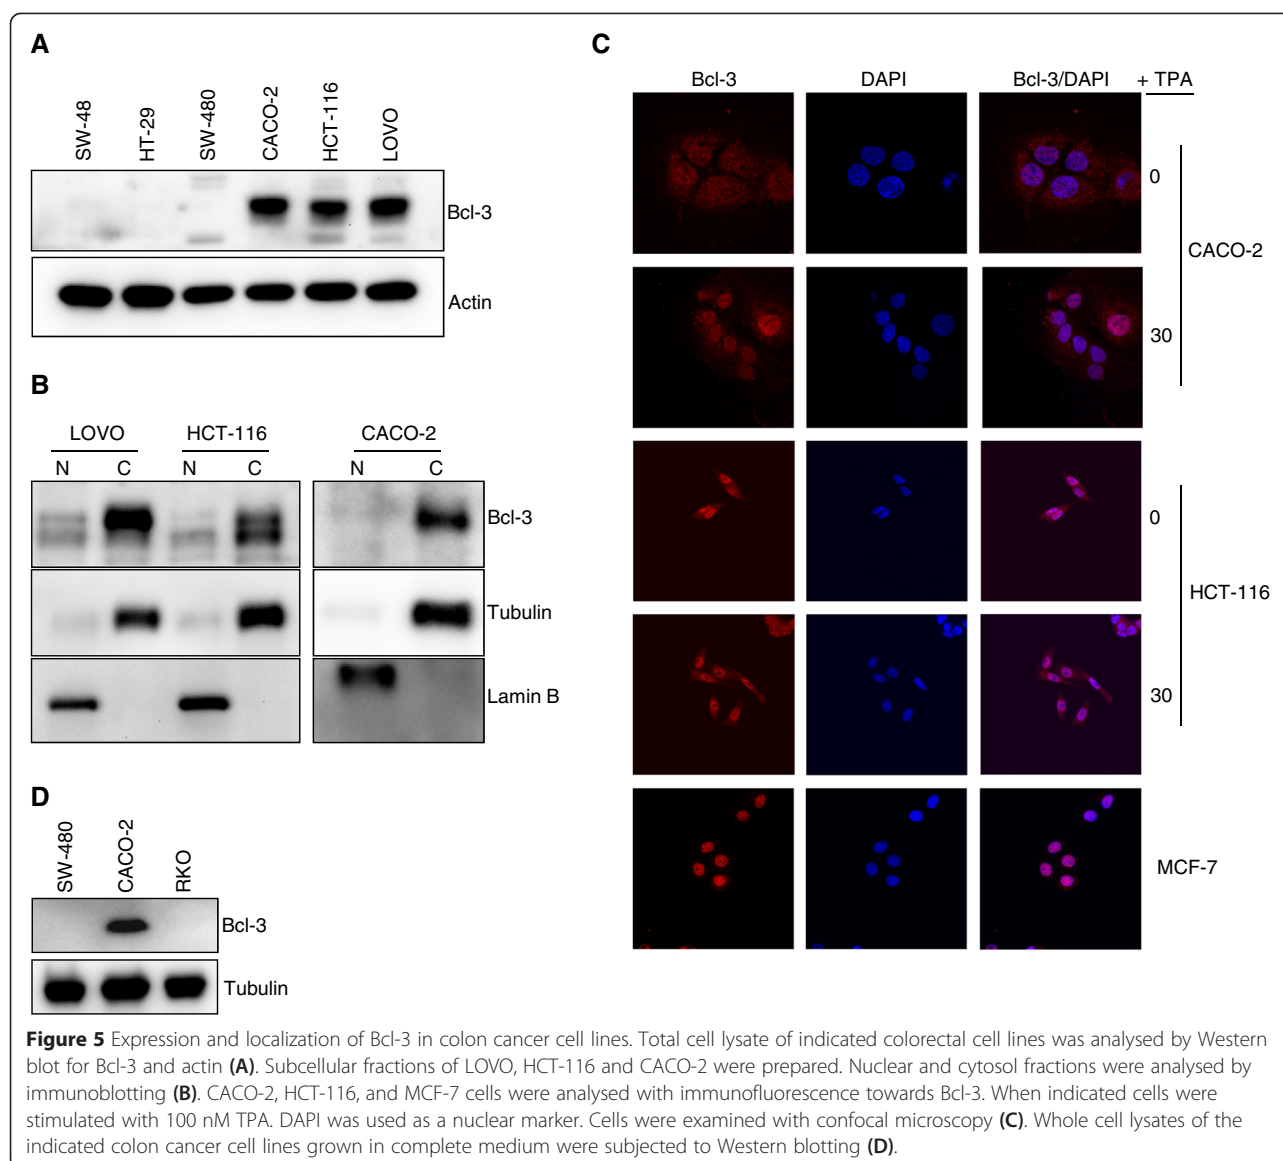 A
SW-48
HT-29
SW-480
CACO-2
HCT-116
LOVO
Bcl-3
Actin
B
LOVO HCT-116 CACO-2
N C N C N C
Bcl-3
Tubulin
Lamin B
D
SW-480
CACO-2
RKO
Bcl-3
Tubulin
C
Bcl-3 DAPI Bcl-3/DAPI + TPA
0
CACO-2
30
0
HCT-116
30
MCF-7
Figure 5 Expression and localization of Bcl-3 in colon cancer cell lines. Total cell lysate of indicated colorectal cell lines was analysed by Western
blot for Bcl-3 and actin (A). Subcellular fractions of LOVO, HCT-116 and CACO-2 were prepared. Nuclear and cytosol fractions were analysed by
immunoblotting (B). CACO-2, HCT-116, and MCF-7 cells were analysed with immunofluorescence towards Bcl-3. When indicated cells were
stimulated with 100 nM TPA. DAPI was used as a nuclear marker. Cells were examined with confocal microscopy (C). Whole cell lysates of the
indicated colon cancer cell lines grown in complete medium were subjected to Western blotting (D).